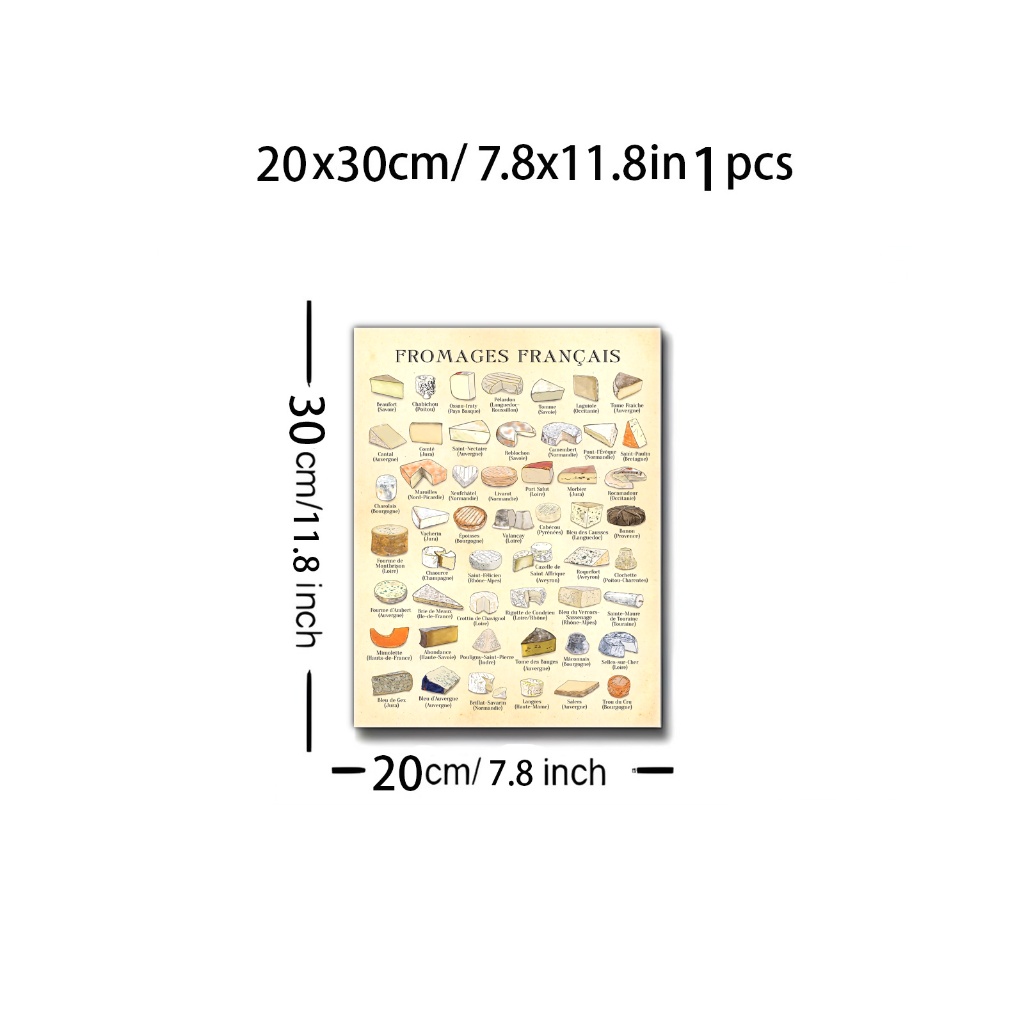 20x30cm/ 7.8x11.8in 1 pcs
30 cm/11.8 inch
FROMAGES FRANÇAIS
Beaufort
(Savoie)
Chabichou
(Poitou)
Ossau-Iraty
(Pays Basque)
Pélardon
(Languedoc-
Roussillon)
Tomme
(Savoie)
Laguiole
(Occitanie)
Tome Fraiche
(Auvergne)
Cantal
(Auvergne)
Comté
(Jura)
Saint-Nectaire
(Auvergne)
Reblochon
(Savoie)
Camembert
(Normandie)
Pont-l'Évêque
(Normandie)
Saint-Paulin
(Bretagne)
Charolais
(Bourgogne)
Maroilles
(Nord-Picardie)
Neufchâtel
(Normandie)
Livarot
(Normandie)
Port Salut
(Loire)
Morbier
(Jura)
Rocamadour
(Occitanie)
Fourme de
Montbrison
(Loire)
Vacherin
(Jura)
Époisses
(Bourgogne)
Valançay
(Loire)
Cabécou
(Pyrénées)
Bleu des Causses
(Languedoc)
Banon
(Provence)
Chaource
(Champagne)
Saint-Félicien
(Rhône-Alpes)
Cazelle de
Saint Affrique
(Aveyron)
Roquefort
(Aveyron)
Clochette
(Poitou-Charentes)
Fourme d'Ambert
(Auvergne)
Brie de Meaux
(Île-de-France)
Crottin de Chavignol
(Loire)
Rigotte de Condrieu
(Loire/Rhône)
Bleu du Vercors-
Sassenage
(Rhône-Alpes)
Sainte-Maure
de Touraine
(Touraine)
Mimolette
(Hauts-de-France)
Abondance
(Haute-Savoie)
Pouligny-Saint-Pierre
(Indre)
Tome des Bauges
(Auvergne)
Mâconnais
(Bourgogne)
Selles-sur-Cher
(Loire)
Bleu de Gex
(Jura)
Bleu d'Auvergne
(Auvergne)
Brillat-Savarin
(Normandie)
Langres
(Haute-Marne)
Salers
(Auvergne)
Trou du Cru
(Bourgogne)
20cm/ 7.8 inch